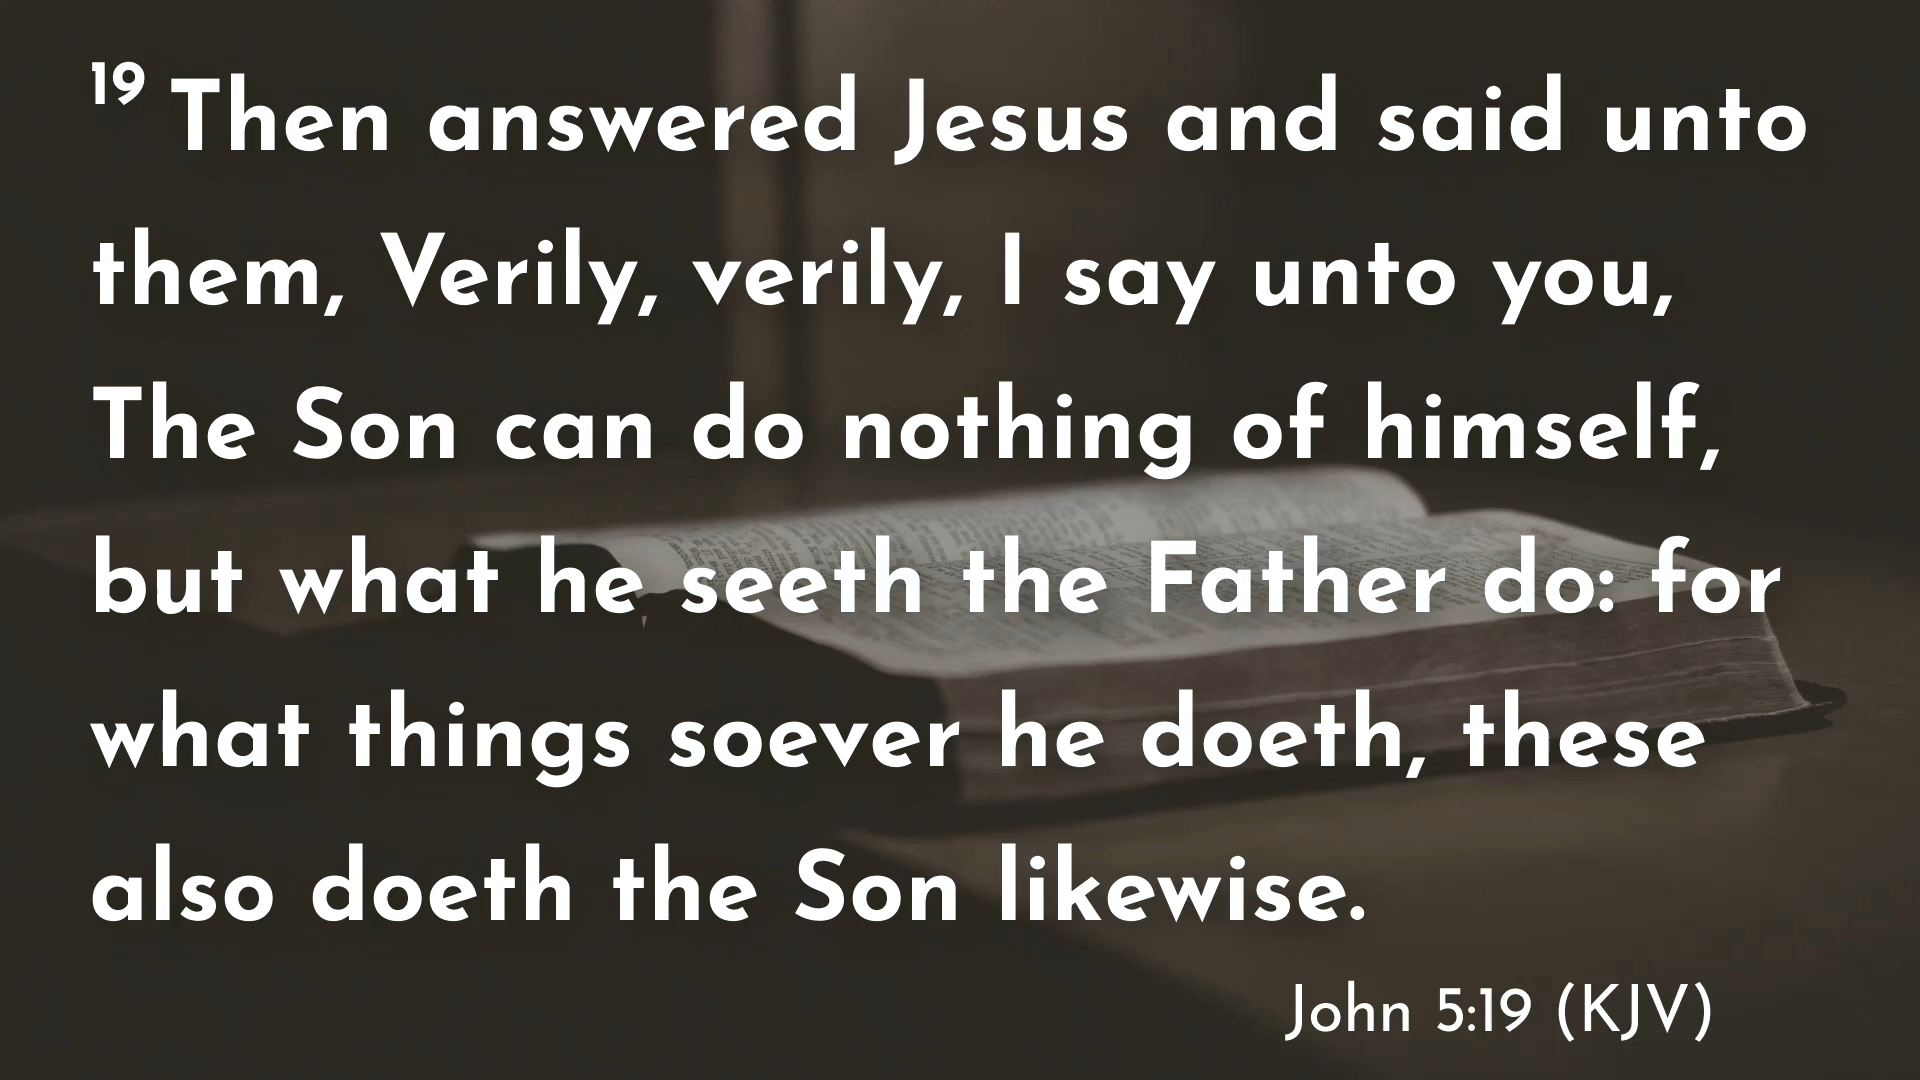 19 Then answered Jesus and said unto
them, Verily, verily, I say unto you,
The Son can do nothing of himself,
but what he seeth the Father do: for
what things soever he doeth, these
also doeth the Son likewise.
John 5:19 (KJV)